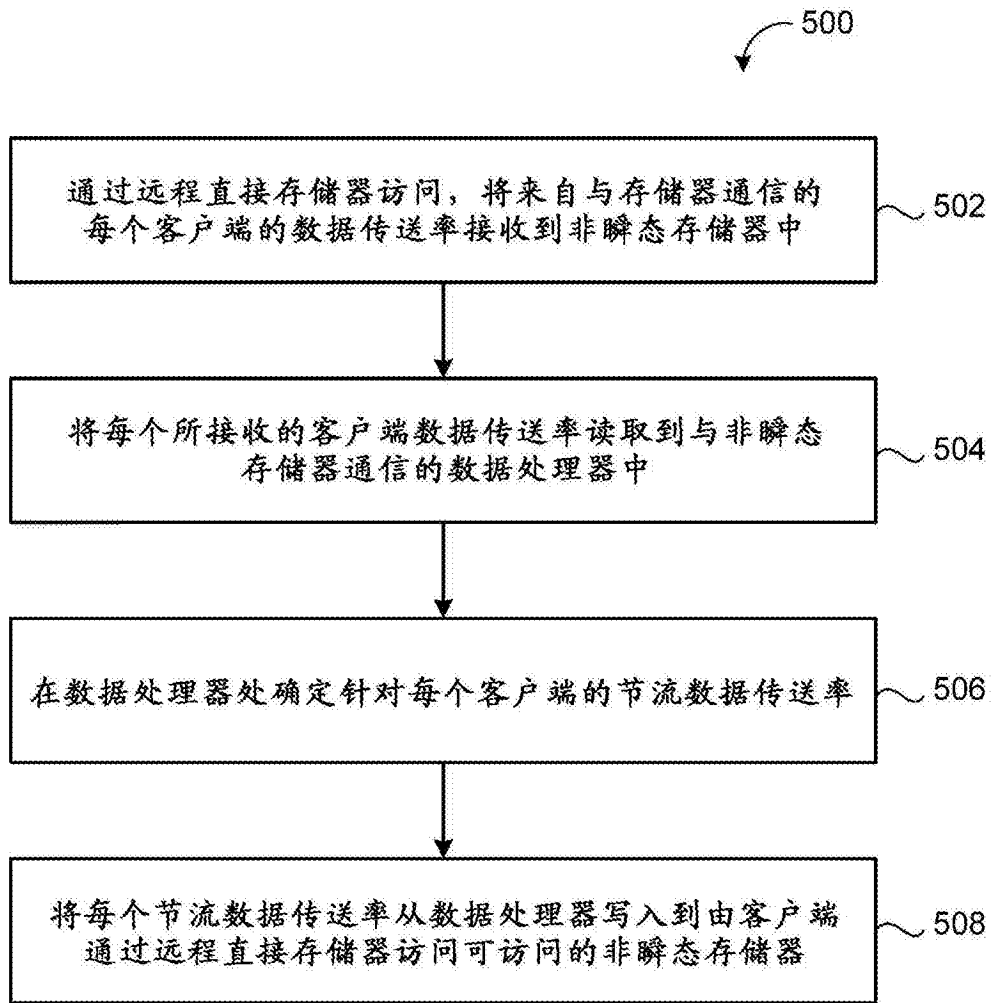 500
通过远程直接存储器访问，将来自与存储器通信的
每个客户端的数据传送率接收到非瞬态存储器中
502
将每个所接收的客户端数据传送率读取到与非瞬态
存储器通信的数据处理器中
504
在数据处理器处确定针对每个客户端的节流数据传送率
506
将每个节流数据传送率从数据处理器写入到由客户端
通过远程直接存储器访问可访问的非瞬态存储器
508